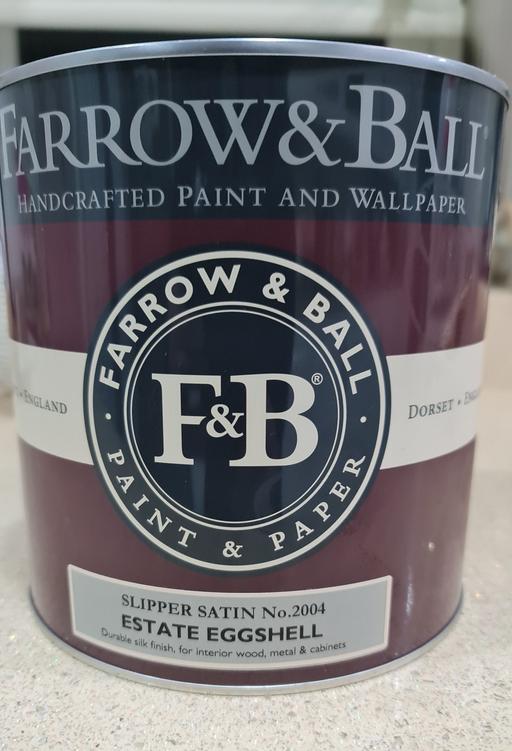 FARROW&BALL
HANDCRAFTED PAINT AND WALLPAPER
FARROW & BALL
F&B®
• ENGLAND
DORSET •
PAINT & PAPER
SLIPPER SATIN No.2004
ESTATE EGGSHELL
Durable silk finish, for interior wood, metal & cabinets